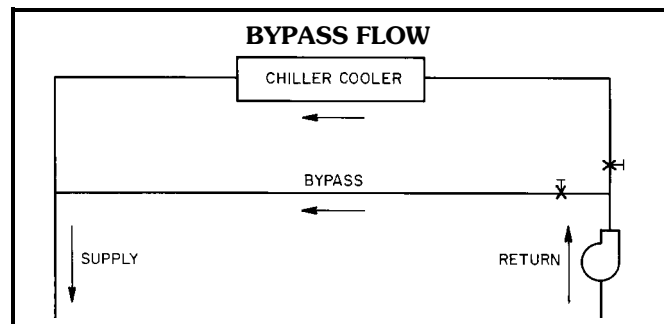 BYPASS FLOW
CHILLER COOLER
BYPASS
SUPPLY
RETURN